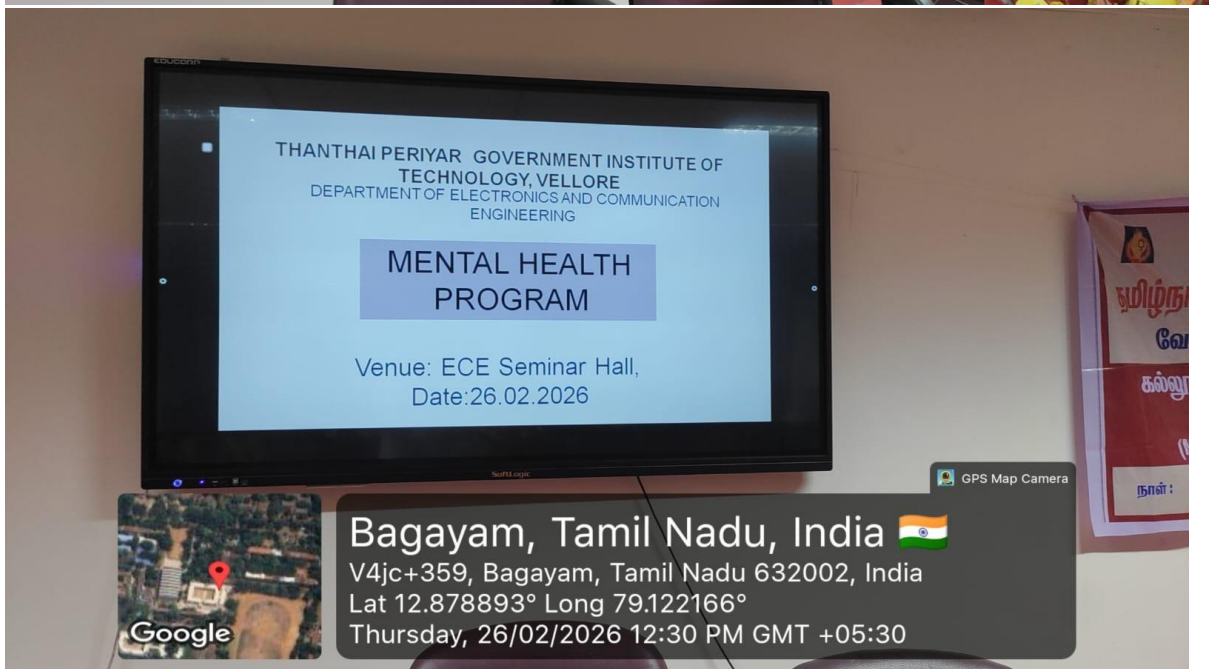 EDUCORP
THANTHAI PERIYAR GOVERNMENT INSTITUTE OF
TECHNOLOGY, VELLORE
DEPARTMENT OF ELECTRONICS AND COMMUNICATION
ENGINEERING
MENTAL HEALTH
PROGRAM
Venue: ECE Seminar Hall,
Date:26.02.2026
SoftLogic
நாள் :
GPS Map Camera
Bagayam, Tamil Nadu, India
V4jc+359, Bagayam, Tamil Nadu 632002, India
Lat 12.878893° Long 79.122166°
Thursday, 26/02/2026 12:30 PM GMT +05:30
Google